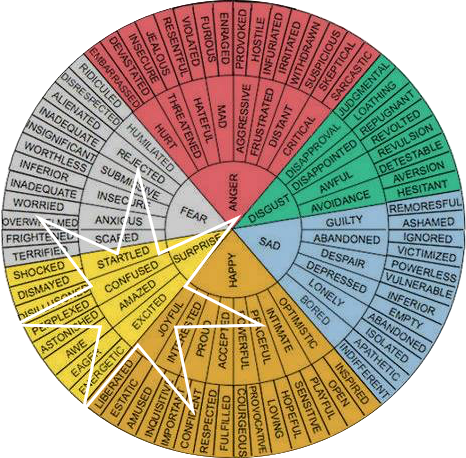 ANGER
DISGUST
SAD
HAPPY
SURPRISE
FEAR
HURT
THREATENED
HATEFUL
MAD
AGGRESSIVE
FRUSTRATED
DISTANT
CRITICAL
DISAPPROVAL
DISAPPOINTED
AWFUL
AVOIDANCE
GUILTY
ABANDONED
DESPAIR
DEPRESSED
LONELY
BORED
OPTIMISTIC
INTIMATE
PEACEFUL
POWERFUL
ACCEPTED
PROUD
INTERESTED
JOYFUL
EXCITED
AMAZED
CONFUSED
STARTLED
SCARED
ANXIOUS
INSECURE
SUBMISSIVE
REJECTED
HUMILIATED
EMBARRASSED
DEVASTATED
INSECURE
JEALOUS
RESENTFUL
VIOLATED
FURIOUS
ENRAGED
PROVOKED
HOSTILE
INFURIATED
IRRITATED
WITHDRAWN
SUSPICIOUS
SKEPTICAL
SARCASTIC
JUDGMENTAL
LOATHING
REPUGNANT
REVOLTED
REVULSION
DETESTABLE
AVERSION
HESITANT
REMORESFUL
ASHAMED
IGNORED
VICTIMIZED
POWERLESS
VULNERABLE
INFERIOR
EMPTY
ABANDONED
ISOLATED
APATHETIC
INDIFFERENT
INSPIRED
OPEN
PLAYFUL
SENSITIVE
HOPEFUL
LOVING
PROVOCATIVE
COURGEOUS
FULFILLED
RESPECTED
CONFIDENT
IMPORTANT
INQUISITIVE
AMUSED
ESTATIC
LIBERATED
ENERGETIC
EAGER
AWE
ASTONICHED
PERPLEXED
DISILLUSIONED
DISMAYED
SHOCKED
TERRIFIED
FRIGHTENED
OVERWHELMED
WORRIED
INADEQUATE
INFERIOR
WORTHLESS
INSIGNIFICANT
INADEQUATE
ALIENATED
DISRESPECTED
RIDICULED